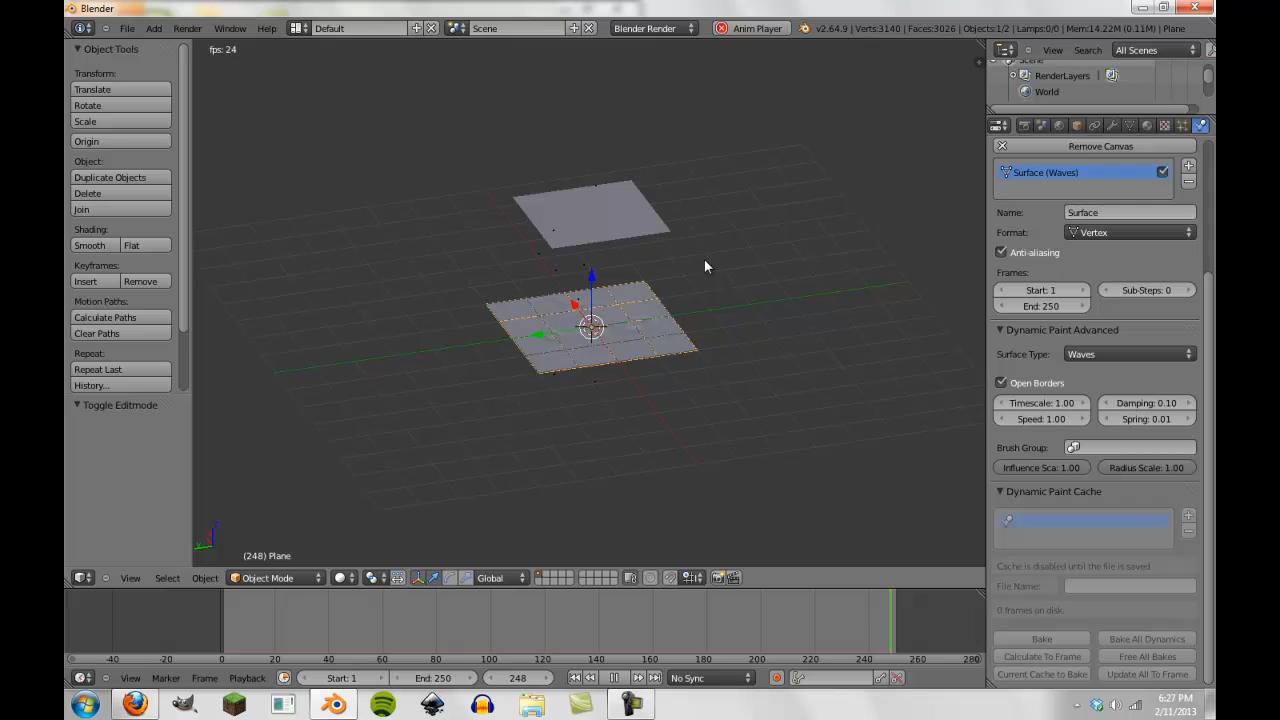 Blender
File Add Render Window Help Default Scene Blender Render Anim Player v2.64.9 | Verts:3140 | Faces:3026 | Objects:1/2 | Lamps:0/0 | Mem:14.22M (0.11M) | Plane
Object Tools
Transform:
Translate
Rotate
Scale
Origin
Object:
Duplicate Objects
Delete
Join
Shading:
Smooth Flat
Keyframes:
Insert Remove
Motion Paths:
Calculate Paths
Clear Paths
Repeat:
Repeat Last
History...
Toggle Editmode
fps: 24
(248) Plane
View Search All Scenes
RenderLayers |
World
Remove Canvas
Surface (Waves)
Name: Surface
Format: Vertex
Anti-aliasing
Frames:
Start: 1 Sub-Steps: 0
End: 250
Dynamic Paint Advanced
Surface Type: Waves
Open Borders
Timescale: 1.00 Damping: 0.10
Speed: 1.00 Spring: 0.01
Brush Group:
Influence Sca: 1.00 Radius Scale: 1.00
Dynamic Paint Cache
Cache is disabled until the file is saved
File Name:
0 frames on disk.
Bake Bake All Dynamics
Calculate To Frame Free All Bakes
Current Cache to Bake Update All To Frame
View Select Object Object Mode Global
-40 -20 0 20 40 60 80 100 120 140 160 180 200 220 240 260 280
View Marker Frame Playback Start: 1 End: 250 248 No Sync
6:27 PM
2/11/2013